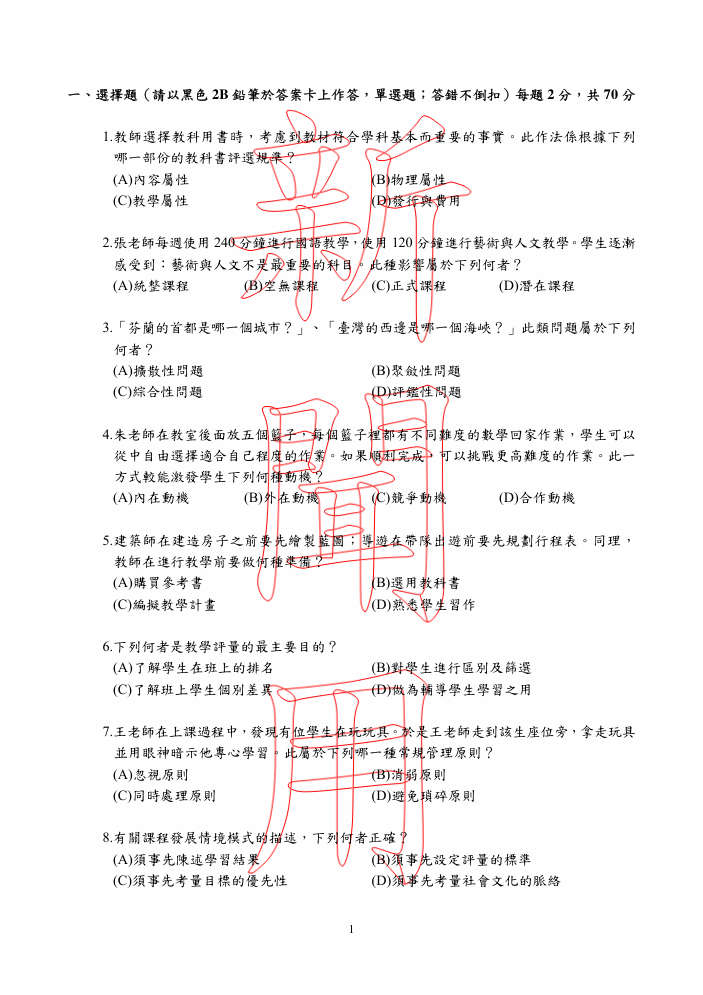 一、選擇題（請以黑色 2B 鉛筆於答案卡上作答，單選題；答錯不倒扣）每題 2 分，共 70 分
1.教師選擇教科用書時，考慮到教材符合學科基本而重要的事實。此作法係根據下列
哪一部份的教科書評選規準？
(A)內容屬性 (B)物理屬性
(C)教學屬性 (D)發行與費用
2.張老師每週使用 240 分鐘進行國語教學，使用 120 分鐘進行藝術與人文教學。學生逐漸
感受到：藝術與人文不是最重要的科目。此種影響屬於下列何者？
(A)統整課程 (B)空無課程 (C)正式課程 (D)潛在課程
3.「芬蘭的首都是哪一個城市？」、「臺灣的西邊是哪一個海峽？」此類問題屬於下列
何者？
(A)擴散性問題 (B)聚斂性問題
(C)綜合性問題 (D)評鑑性問題
4.朱老師在教室後面放五個籃子，每個籃子裡都有不同難度的數學回家作業，學生可以
從中自由選擇適合自己程度的作業。如果順利完成，可以挑戰更高難度的作業。此一
方式較能激發學生下列何種動機？
(A)內在動機 (B)外在動機 (C)競爭動機 (D)合作動機
5.建築師在建造房子之前要先繪製藍圖；導遊在帶隊出遊前要先規劃行程表。同理，
教師在進行教學前要做何種準備？
(A)購買參考書 (B)選用教科書
(C)編擬教學計畫 (D)熟悉學生習作
6.下列何者是教學評量的最主要目的？
(A)了解學生在班上的排名 (B)對學生進行區別及篩選
(C)了解班上學生個別差異 (D)做為輔導學生學習之用
7.王老師在上課過程中，發現有位學生在玩玩具。於是王老師走到該生座位旁，拿走玩具
並用眼神暗示他專心學習。此屬於下列哪一種常規管理原則？
(A)忽視原則 (B)消弱原則
(C)同時處理原則 (D)避免瑣碎原則
8.有關課程發展情境模式的描述，下列何者正確？
(A)須事先陳述學習結果 (B)須事先設定評量的標準
(C)須事先考量目標的優先性 (D)須事先考量社會文化的脈絡
新
聞
用
1